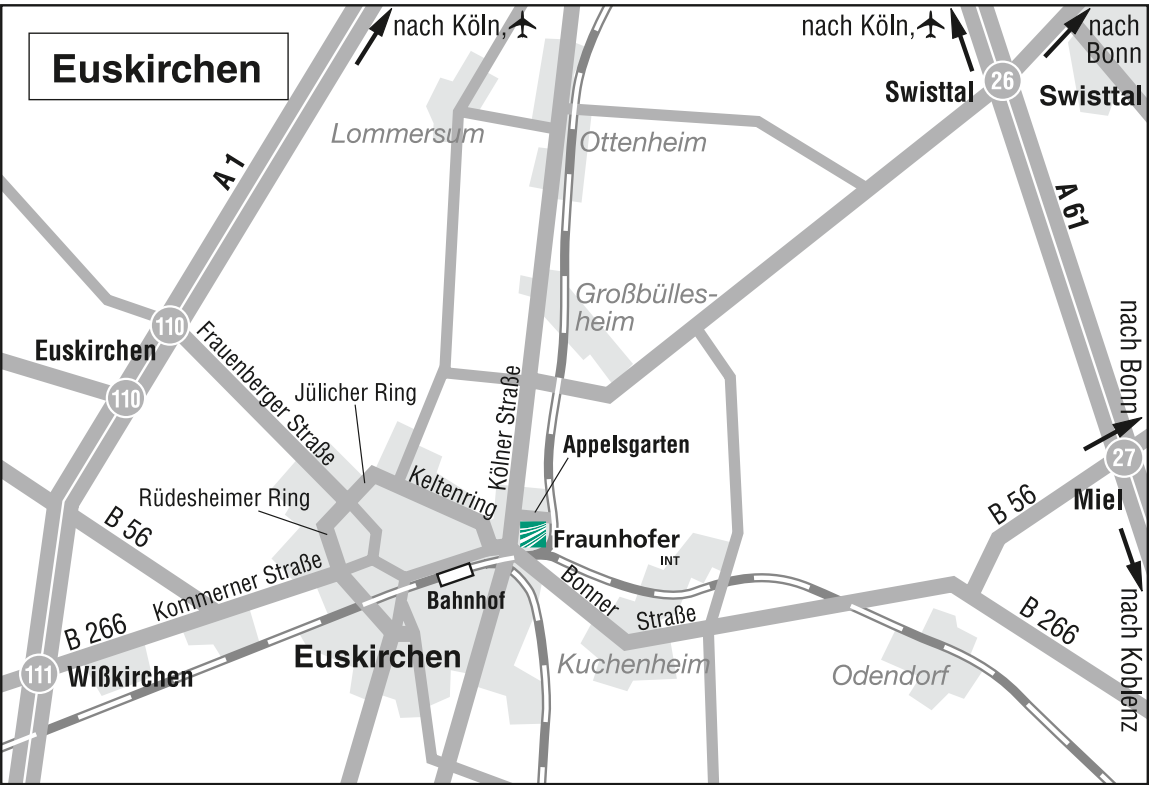 Euskirchen
nach Köln,
nach Köln,
nach
Bonn
Swisttal
26
Swisttal
Lommersum
Ottenheim
A 1
A 61
Großbülles-
heim
110
Euskirchen
110
Frauenberger Straße
Jülicher Ring
Kölner Straße
nach Bonn
Appelsgarten
Keltenring
27
Miel
Rüdesheimer Ring
B 56
B 56
Fraunhofer
INT
Kommerner Straße
Bonner
Straße
Bahnhof
B 266
B 266
nach Koblenz
111
Wißkirchen
Euskirchen
Kuchenheim
Odendorf